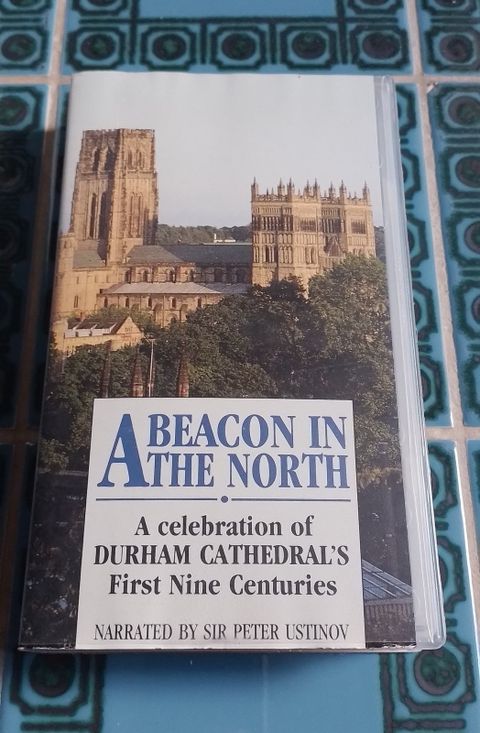 A BEACON IN
THE NORTH
A celebration of
DURHAM CATHEDRAL'S
First Nine Centuries
NARRATED BY SIR PETER USTINOV